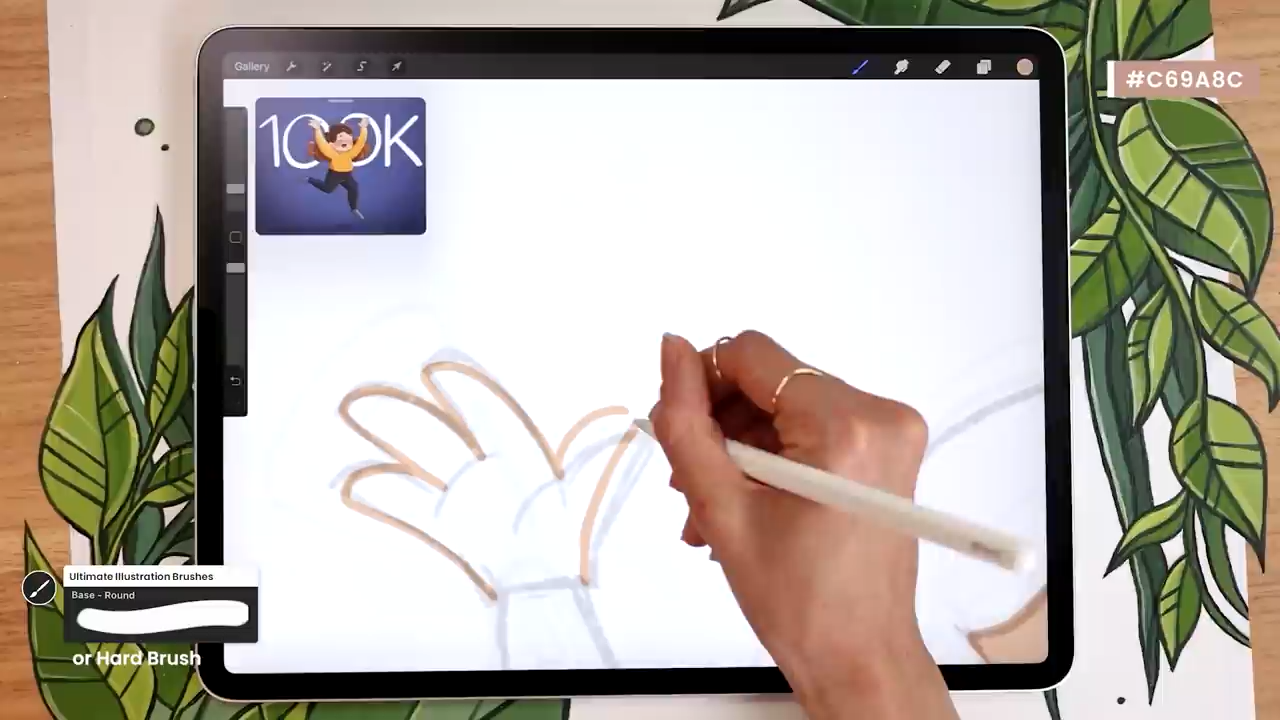 Gallery
#C69A8C
100K
Ultimate Illustration Brushes
Base - Round
or Hard Brush